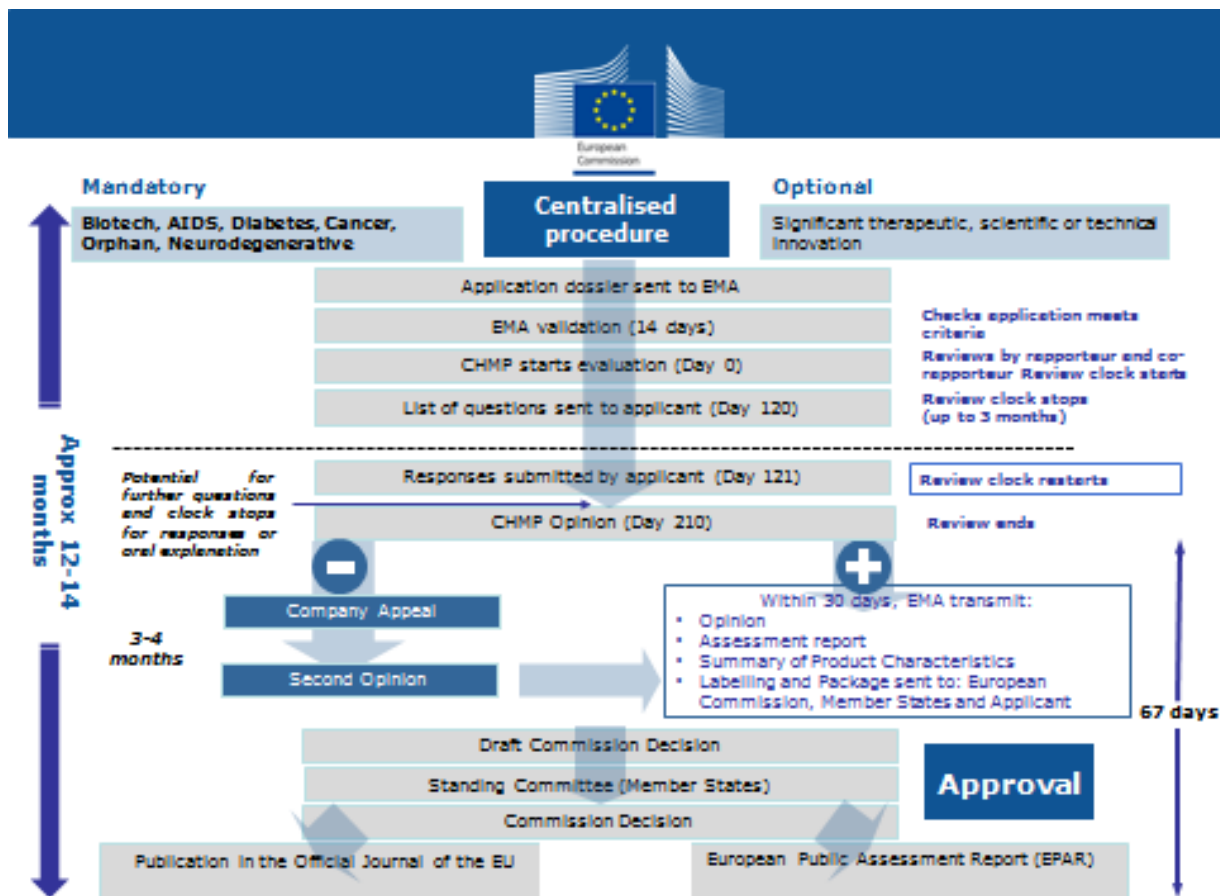 European
Commission
Mandatory
Biotech, AIDS, Diabetes, Cancer,
Orphan, Neurodegenerative
Centralised
procedure
Optional
Significant therapeutic, scientific or technical
innovation
Application dossier sent to EMA
EMA validation (14 days)
Checks application meets
criteria
CHMP starts evaluation (Day 0)
Reviews by rapporteur and co-
rapporteur Review clock starts
List of questions sent to applicant (Day 120)
Review clock stops
(up to 3 months)
Approx 12-14
months
Potential for
further questions
and clock stops
for responses or
oral explanation
Responses submitted by applicant (Day 121)
Review clock restarts
CHMP Opinion (Day 210)
Review ends
Company Appeal
3-4
months
Second Opinion
Within 30 days, EMA transmit:
• Opinion
• Assessment report
• Summary of Product Characteristics
• Labelling and Package sent to: European
Commission, Member States and Applicant
67 days
Draft Commission Decision
Standing Committee (Member States)
Commission Decision
Approval
Publication in the Official Journal of the EU
European Public Assessment Report (EPAR)